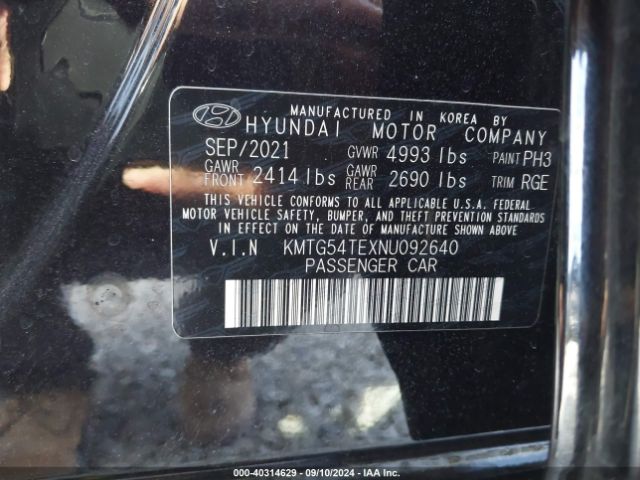 MANUFACTURED IN KOREA BY
HYUNDAI MOTOR COMPANY
SEP/2021 GVWR 4993 lbs PAINT PH3
GAWR FRONT 2414 lbs GAWR REAR 2690 lbs TRIM RGE
THIS VEHICLE CONFORMS TO ALL APPLICABLE U.S.A. FEDERAL
MOTOR VEHICLE SAFETY, BUMPER, AND THEFT PREVENTION STANDARDS
IN EFFECT ON THE DATE OF MANUFACTURE SHOWN ABOVE
V.I.N KMTG54TEXNU092640
PASSENGER CAR
000-40314629 - 09/10/2024 - IAA Inc.